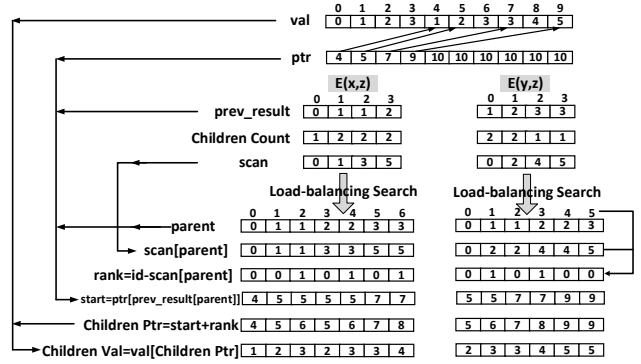 0 1 2 3 4 5 6 7 8 9
val 0 1 2 3 1 2 3 3 4 5
ptr 4 5 7 9 10 10 10 10 10 10
E(x,z) E(y,z)
0 1 2 3 0 1 2 3
prev_result 0 1 1 2 1 2 3 3
Children Count 1 2 2 2 2 2 1 1
scan 0 1 3 5 0 2 4 5
Load-balancing Search Load-balancing Search
0 1 2 3 4 5 6 0 1 2 3 4 5
parent 0 1 1 2 2 3 3 0 1 1 2 2 3
scan[parent] 0 1 1 3 3 5 5 0 2 2 4 4 5
rank=id-scan[parent] 0 0 1 0 1 0 1 0 1 0 1 0 0
start=ptr[prev_result[parent]] 4 5 5 5 5 7 7 5 5 7 7 9 9
Children Ptr=start+rank 4 5 6 5 6 7 8 5 6 7 8 9 9
Children Val=val[Children Ptr] 1 2 3 2 3 3 4 2 3 3 4 5 5